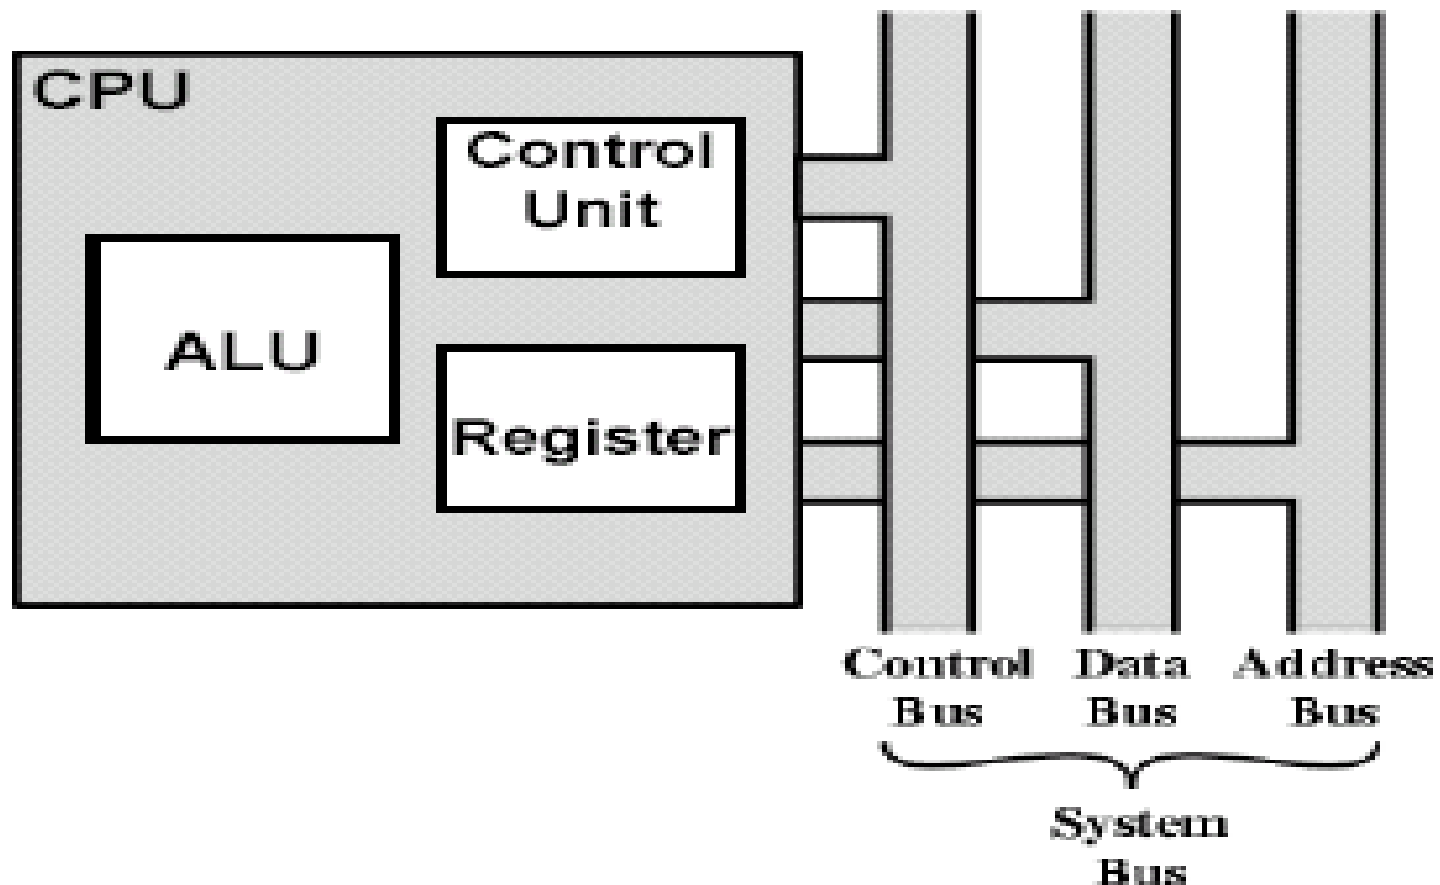 CPU
Control
Unit
ALU
Register
Control Data Address
Bus Bus Bus
System
Bus